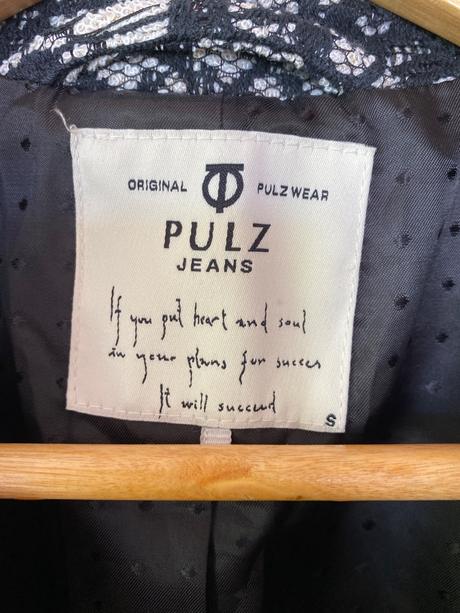 ORIGINAL PULZWEAR
PULZ
JEANS
If you put heart and soul
in your plans for succes
It will succeed
S